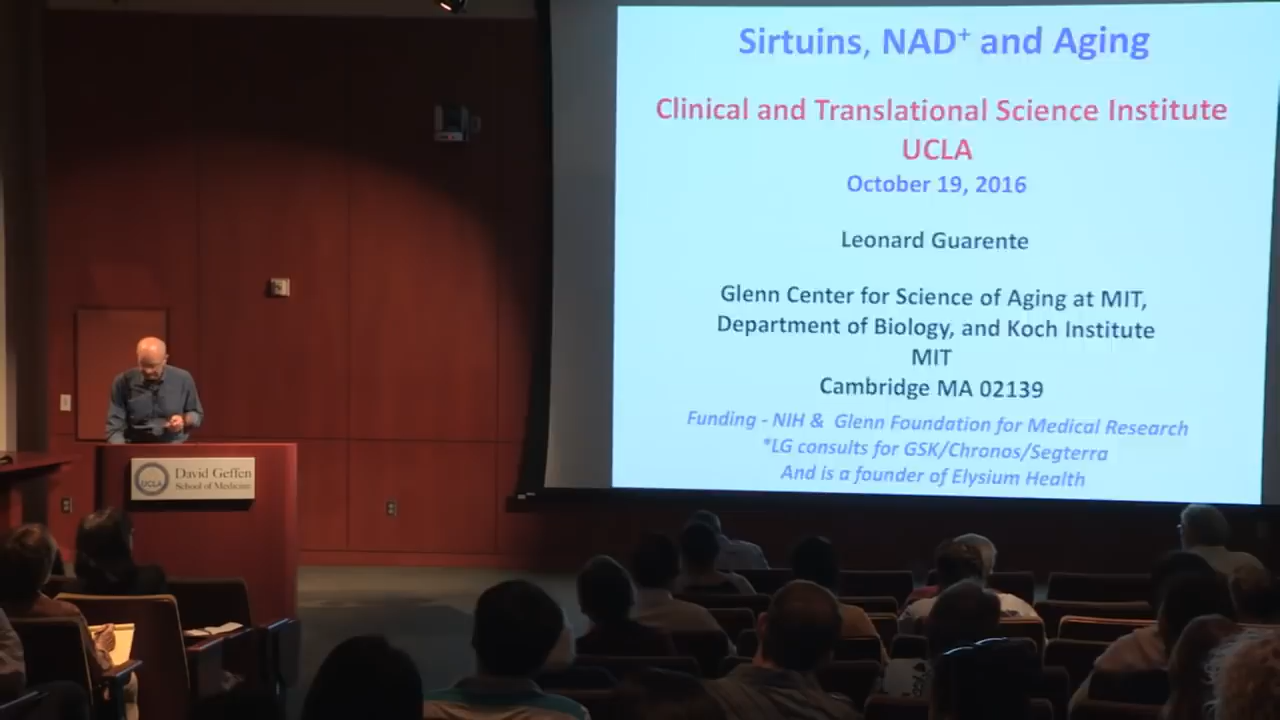 Sirtuins, NAD⁺ and Aging
Clinical and Translational Science Institute
UCLA
October 19, 2016
Leonard Guarente
Glenn Center for Science of Aging at MIT,
Department of Biology, and Koch Institute
MIT
Cambridge MA 02139
Funding - NIH & Glenn Foundation for Medical Research
*LG consults for GSK/Chronos/Segterra
And is a founder of Elysium Health
UCLA
David Geffen
School of Medicine